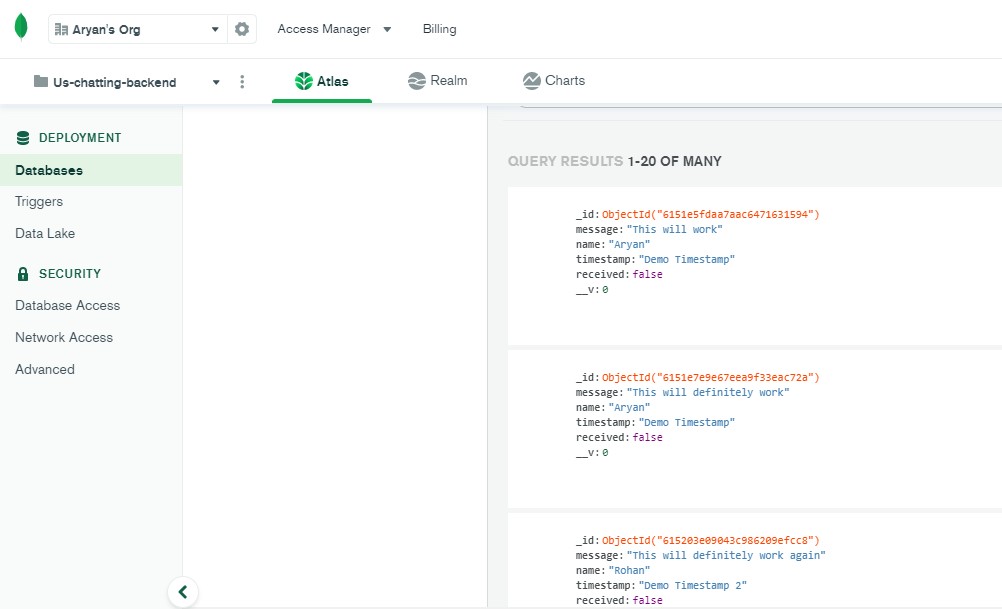 Aryan's Org
Access Manager
Billing
Us-chatting-backend
Atlas
Realm
Charts
DEPLOYMENT
Databases
Triggers
Data Lake
SECURITY
Database Access
Network Access
Advanced
QUERY RESULTS 1-20 OF MANY
_id:ObjectId("6151e5fdaa7aac6471631594")
message:"This will work"
name:"Aryan"
timestamp:"Demo Timestamp"
received:false
__v:0
_id:ObjectId("6151e7e9e67eea9f33eac72a")
message:"This will definitely work"
name:"Aryan"
timestamp:"Demo Timestamp"
received:false
__v:0
_id:ObjectId("615203e09043c986209efcc8")
message:"This will definitely work again"
name:"Rohan"
timestamp:"Demo Timestamp 2"
received:false